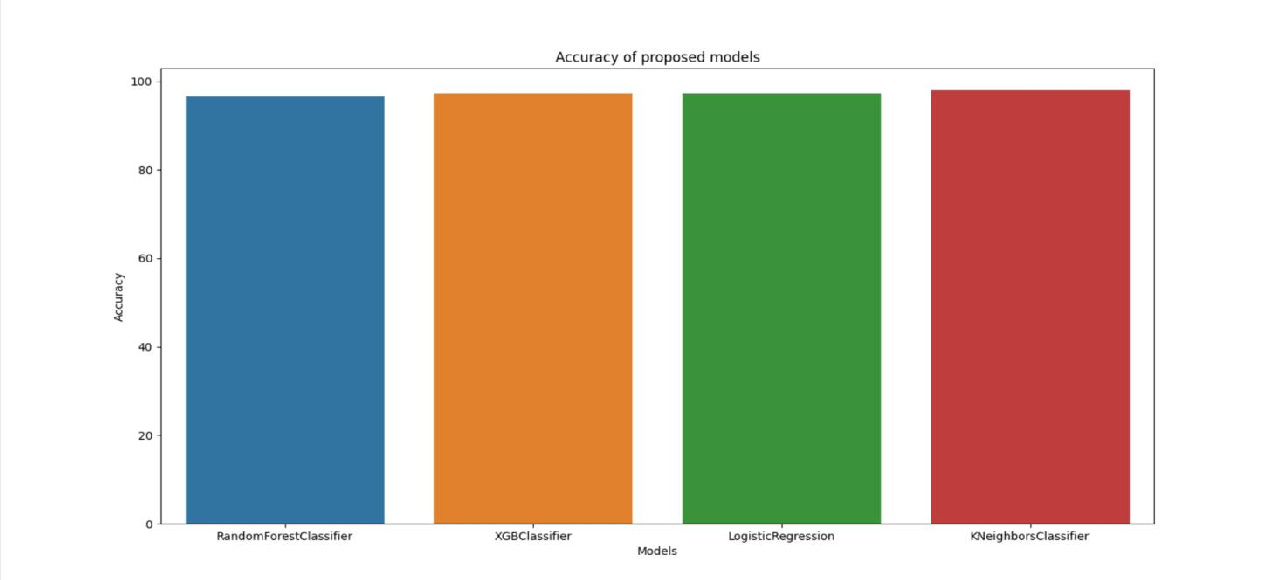 Accuracy of proposed models
100
80
60
40
20
0
Accuracy
RandomForestClassifier XGBClassifier LogisticRegression KNeighborsClassifier
Models